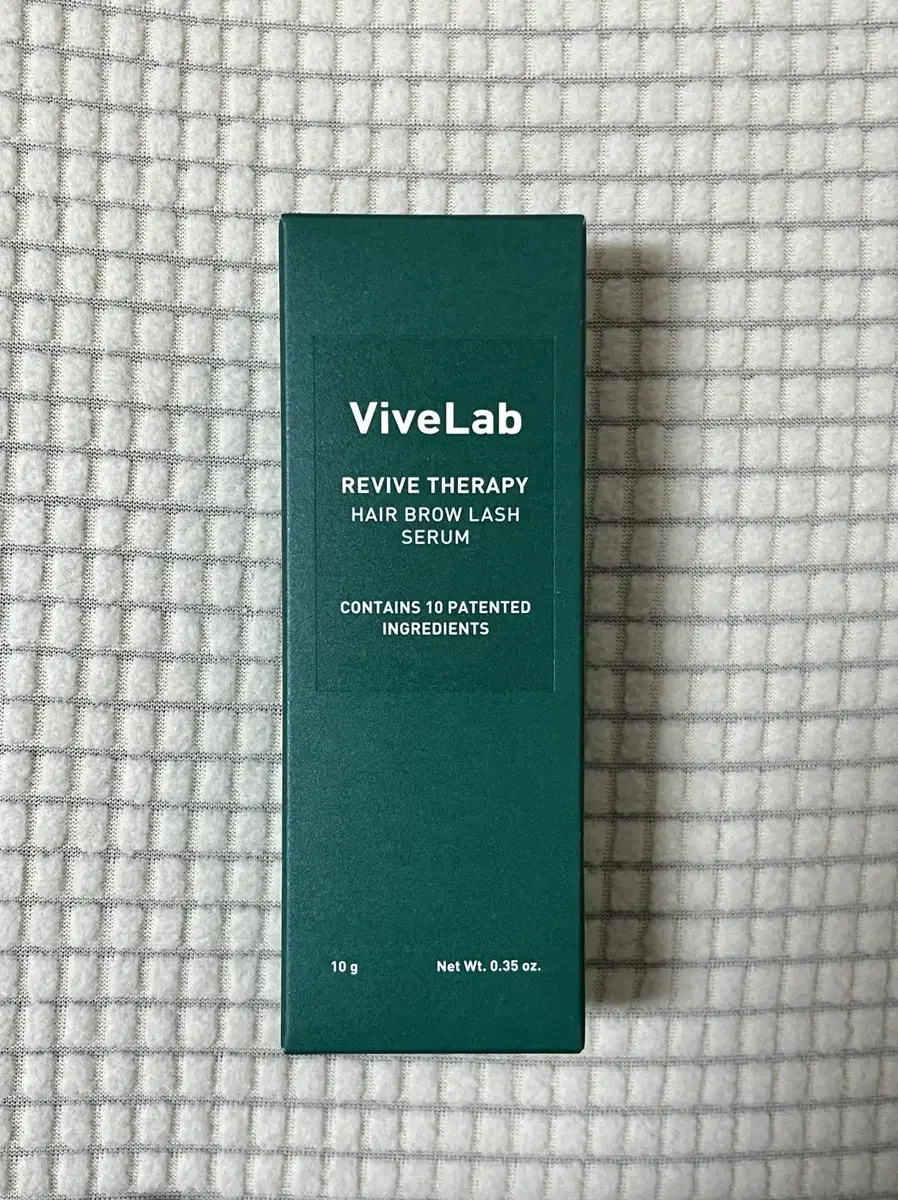 ViveLab
REVIVE THERAPY
HAIR BROW LASH
SERUM
CONTAINS 10 PATENTED
INGREDIENTS
10 g Net Wt. 0.35 oz.